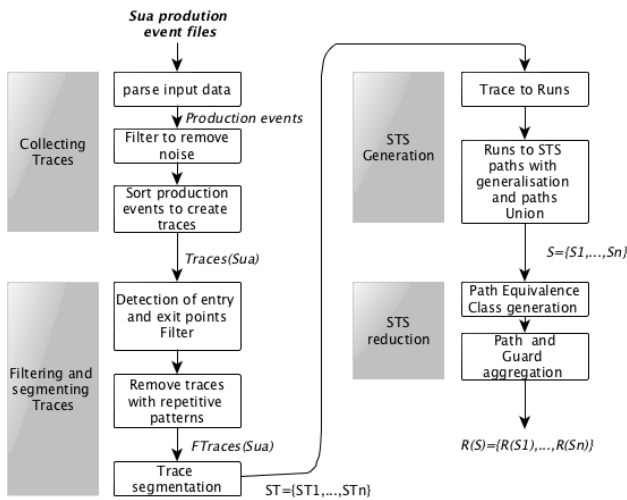 Sua prodution
event files
Collecting
Traces
parse input data
Production events
Filter to remove
noise
Sort production
events to create
traces
Traces(Sua)
Filtering and
segmenting
Traces
Detection of entry
and exit points
Filter
Remove traces
with repetitive
patterns
FTraces(Sua)
Trace
segmentation
ST={ST1,...,STn}
STS
Generation
Trace to Runs
Runs to STS
paths with
generalisation
and paths
Union
S={S1,...,Sn}
STS
reduction
Path Equivalence
Class generation
Path and
Guard
aggregation
R(S)={R(S1),...,R(Sn)}